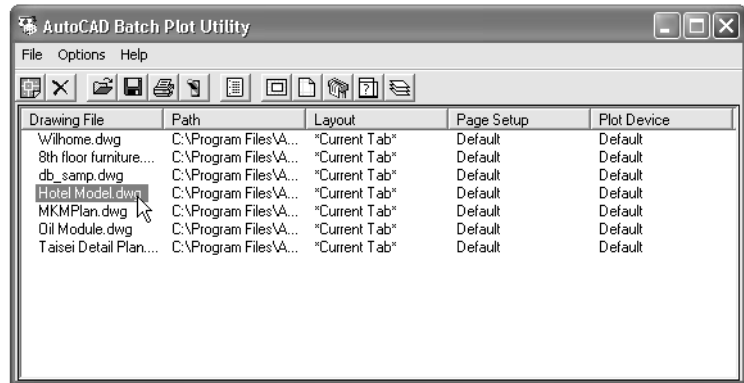 AutoCAD Batch Plot Utility
File Options Help
Drawing File Path Layout Page Setup Plot Device
Wilhome.dwg C:\Program Files\A... *Current Tab* Default Default
8th floor furniture.... C:\Program Files\A... *Current Tab* Default Default
db_samp.dwg C:\Program Files\A... *Current Tab* Default Default
Hotel Model.dwg C:\Program Files\A... *Current Tab* Default Default
MKMPlan.dwg C:\Program Files\A... *Current Tab* Default Default
Oil Module.dwg C:\Program Files\A... *Current Tab* Default Default
Taisei Detail Plan.... C:\Program Files\A... *Current Tab* Default Default